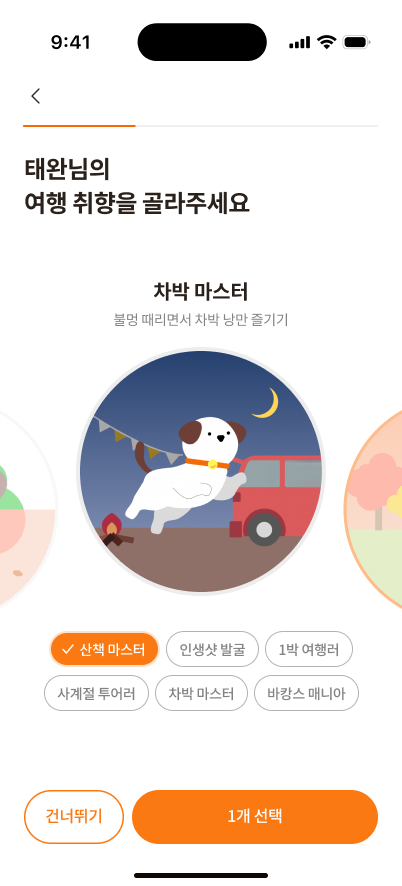 9:41
태완님의
여행 취향을 골라주세요
차박 마스터
불멍 때리면서 차박 낭만 즐기기
산책 마스터
인생샷 발굴
1박 여행러
사계절 투어러
차박 마스터
바캉스 매니아
건너뛰기
1개 선택